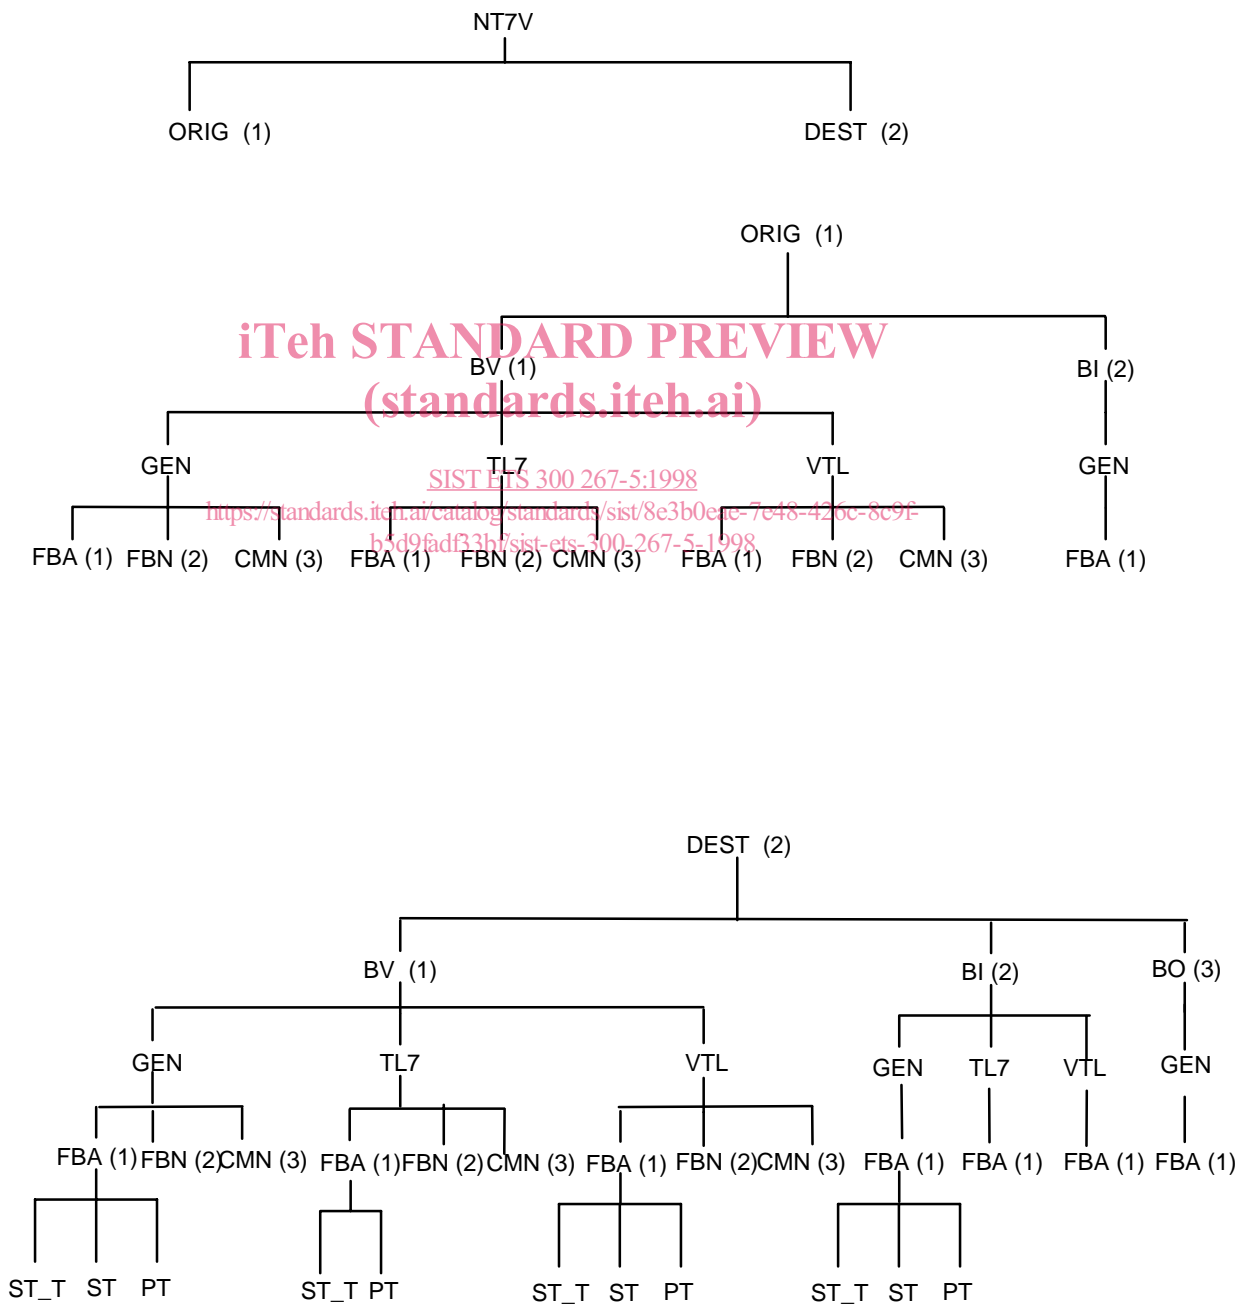 NT7V
ORIG (1) DEST (2)
ORIG (1)
iTeh STANDARD PREVIEW
BV (1) BI (2)
(standards.iteh.ai)
GEN TL7 VTL GEN
SIST ETS 300 267-5:1998
https://standards.iteh.ai/catalog/standards/sist/8e3b0eae-7e48-426c-8c9f-
b5d9fadf33bf/sist-ets-300-267-5-1998
FBA (1) FBN (2) CMN (3) FBA (1) FBN (2) CMN (3) FBA (1) FBN (2) CMN (3) FBA (1)
DEST (2)
BV (1) BI (2) BO (3)
GEN TL7 VTL GEN TL7 VTL GEN
FBA (1) FBN (2) CMN (3) FBA (1) FBN (2) CMN (3) FBA (1) FBN (2) CMN (3) FBA (1) FBA (1) FBA (1) FBA (1)
ST_T ST PT ST_T PT ST_T ST PT ST_T ST PT